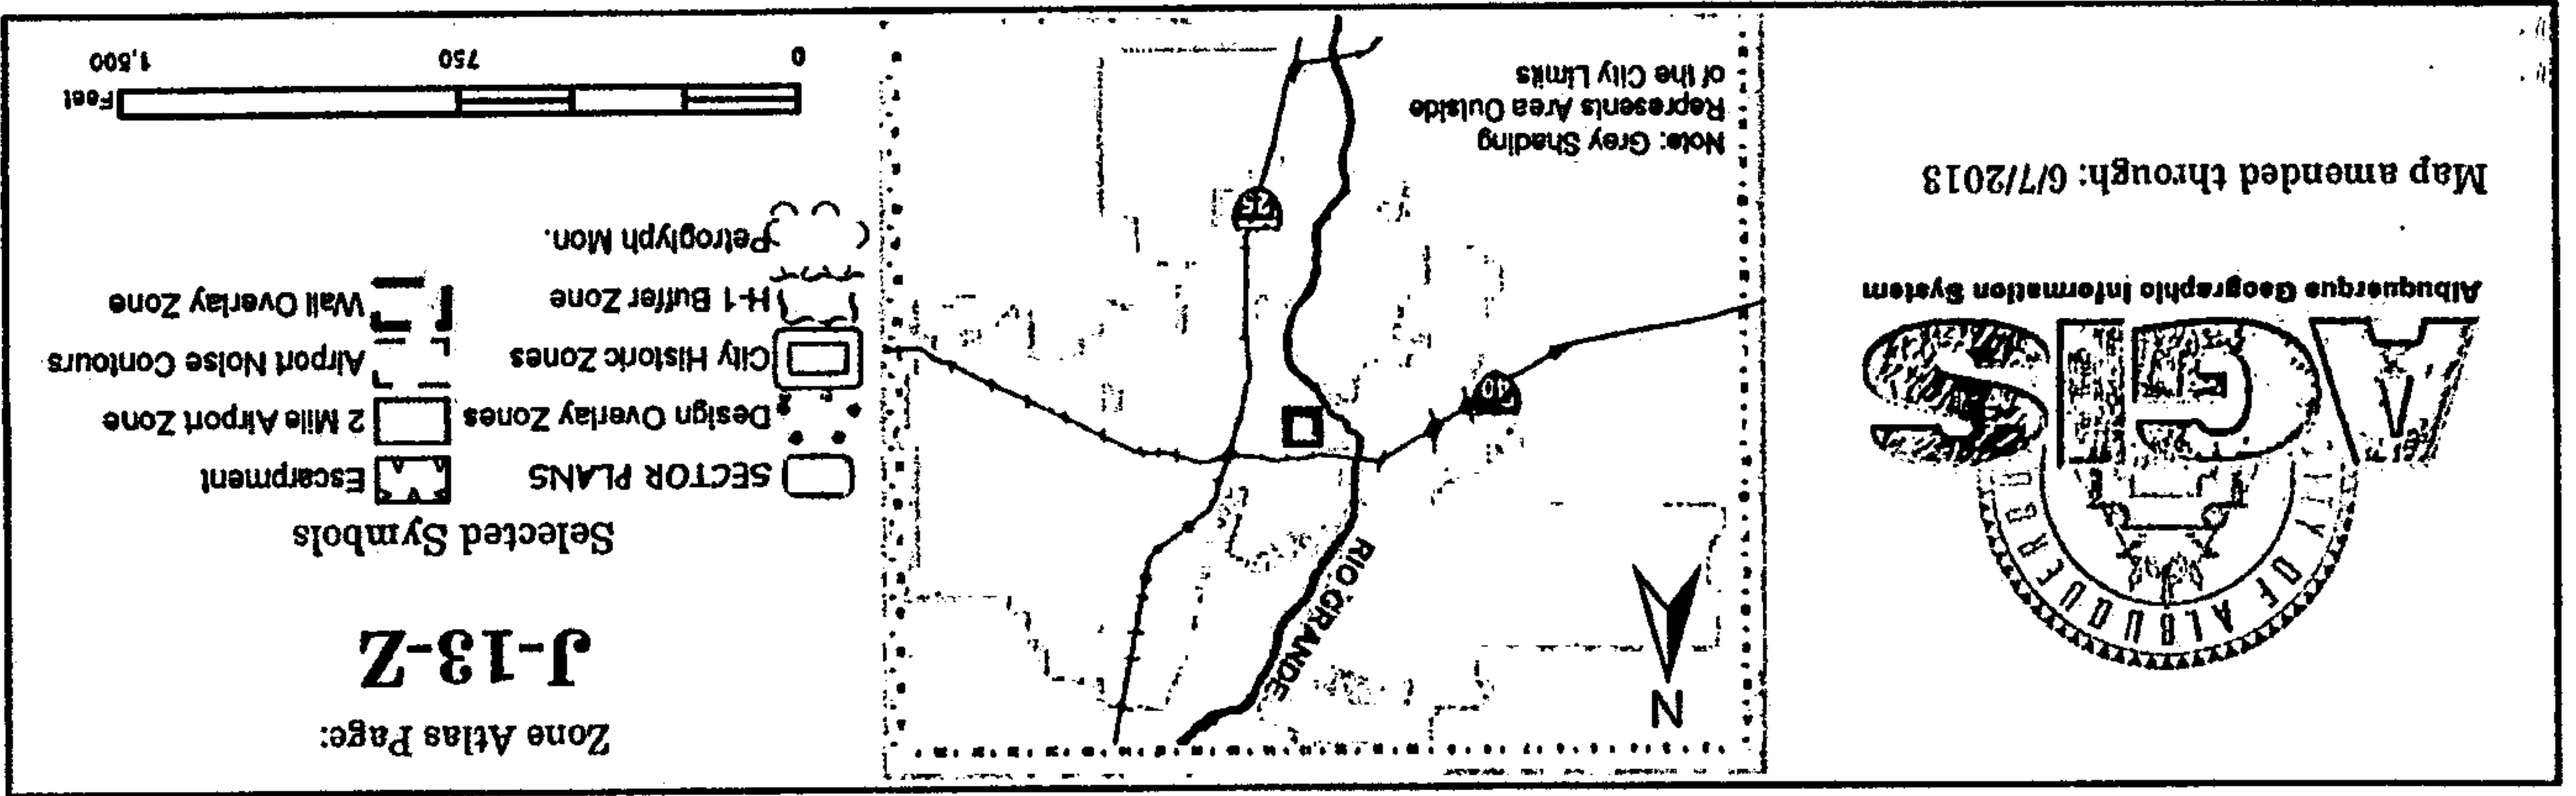 CITY OF ALBUQUERQUE
AGIS
Albuquerque Geographic Information System
Map amended through: 6/7/2013
N
RIO GRANDE
40
25
Note: Grey Shading
Represents Area Outside
of the City Limits
Zone Atlas Page:
J-13-Z
Selected Symbols
SECTOR PLANS
Escarpment
Design Overlay Zones
2 Mile Airport Zone
City Historic Zones
Airport Noise Contours
H-1 Buffer Zone
Wall Overlay Zone
Petroglyph Mon.
Feet
0 750 1,500